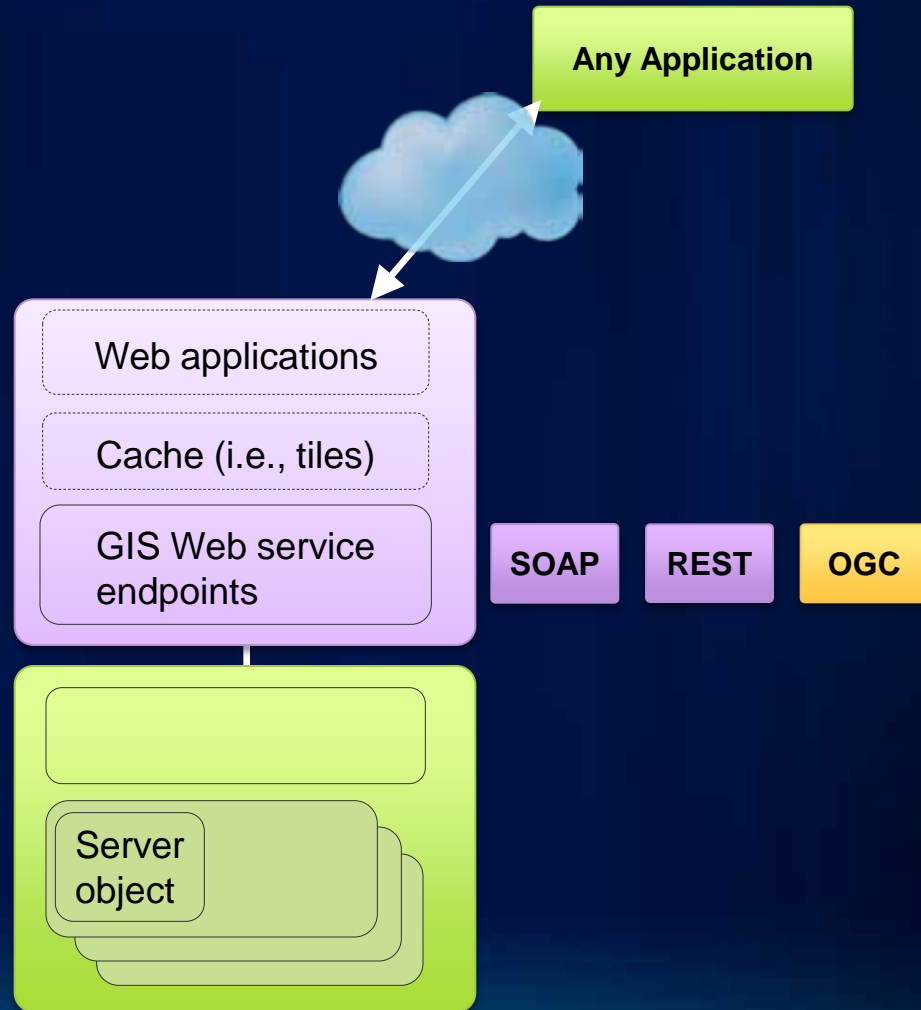 Any Application
Web applications
Cache (i.e., tiles)
GIS Web service
endpoints
SOAP
REST
OGC
Server
object